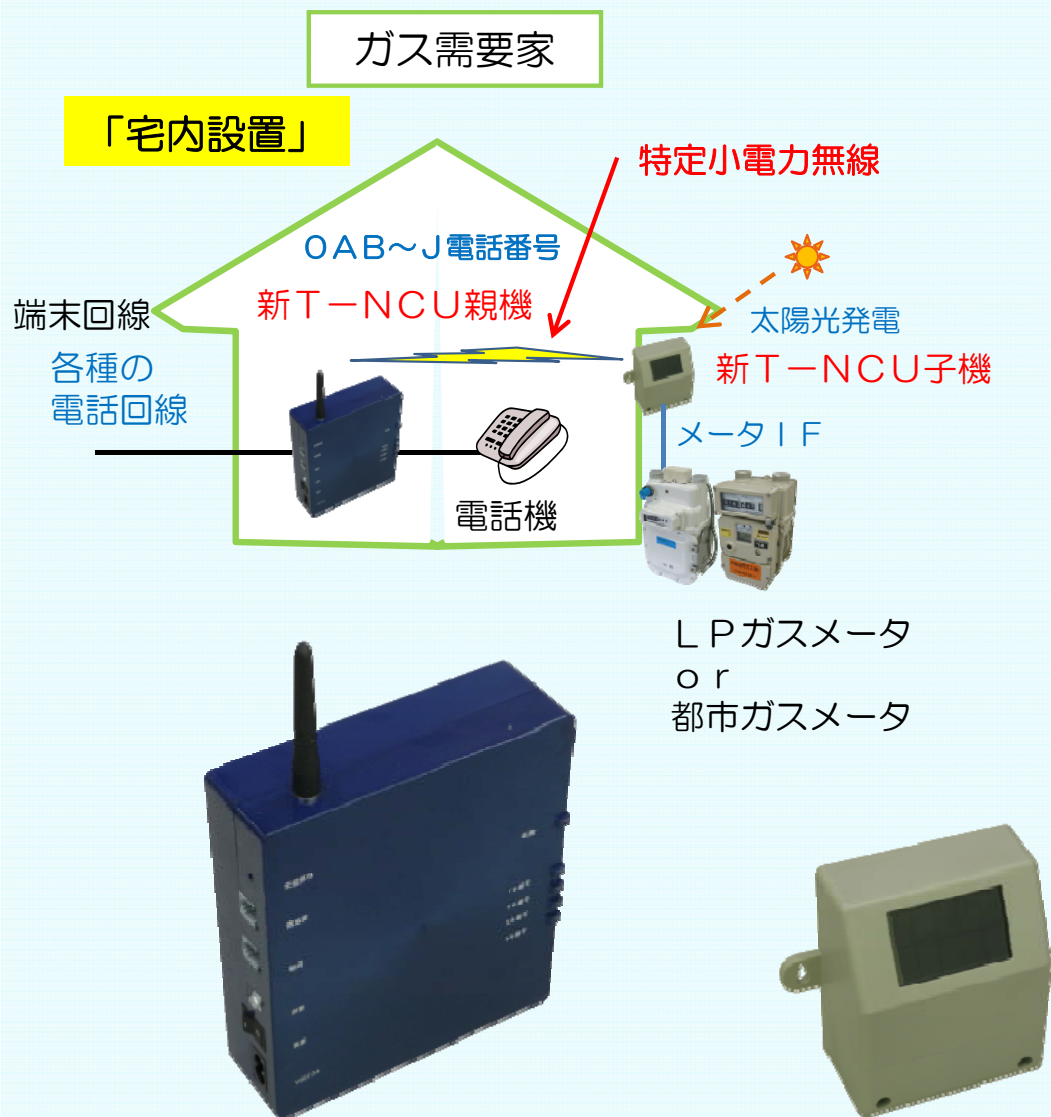 ガス需要家
「宅内設置」
特定小電力無線
0AB~J電話番号
新T-NCU親機
端末回線
各種の
電話回線
太陽光発電
新T-NCU子機
メータIF
電話機
LPガスメータ
or
都市ガスメータ